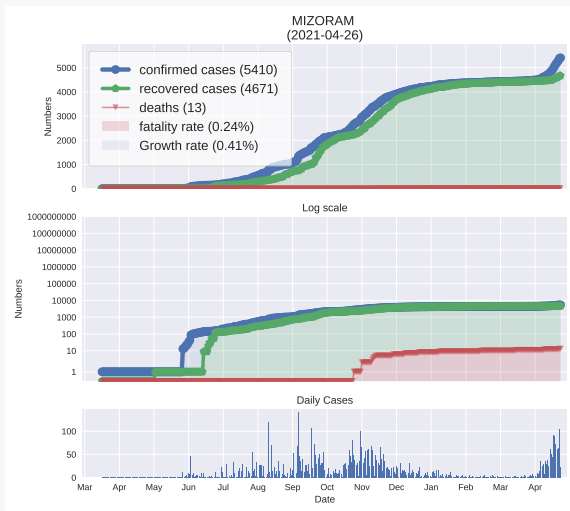 MIZORAM
(2021-04-26)
confirmed cases (5410)
recovered cases (4671)
deaths (13)
fatality rate (0.24%)
Growth rate (0.41%)
Numbers
5000
4000
3000
2000
1000
0
Log scale
Numbers
1000000000
100000000
10000000
1000000
100000
10000
1000
100
10
1
Daily Cases
100
50
0
Mar Apr May Jun Jul Aug Sep Oct Nov Dec Jan Feb Mar Apr
Date